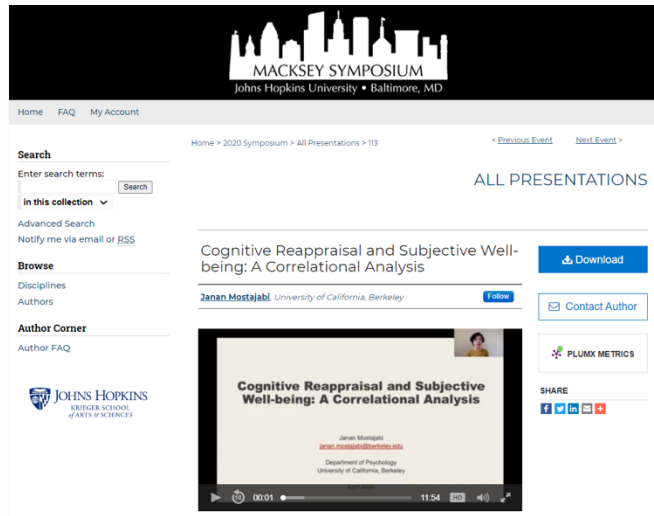 MACKSEY SYMPOSIUM
Johns Hopkins University • Baltimore, MD
Home FAQ My Account
Search
Enter search terms:
Search
in this collection
Advanced Search
Notify me via email or RSS
Browse
Disciplines
Authors
Author Corner
Author FAQ
JOHNS HOPKINS
KRIEGER SCHOOL
of ARTS & SCIENCES
Home > 2020 Symposium > All Presentations > 113
< Previous Event Next Event >
ALL PRESENTATIONS
Cognitive Reappraisal and Subjective Well-
being: A Correlational Analysis
Janan Mostajabi, University of California, Berkeley
Follow
Cognitive Reappraisal and Subjective
Well-being: A Correlational Analysis
Janan Mostajabi
janan.mostajabi@berkeley.edu
Department of Psychology
University of California, Berkeley
10 00:01 11:54 HD
Download
Contact Author
PLUMX METRICS
SHARE